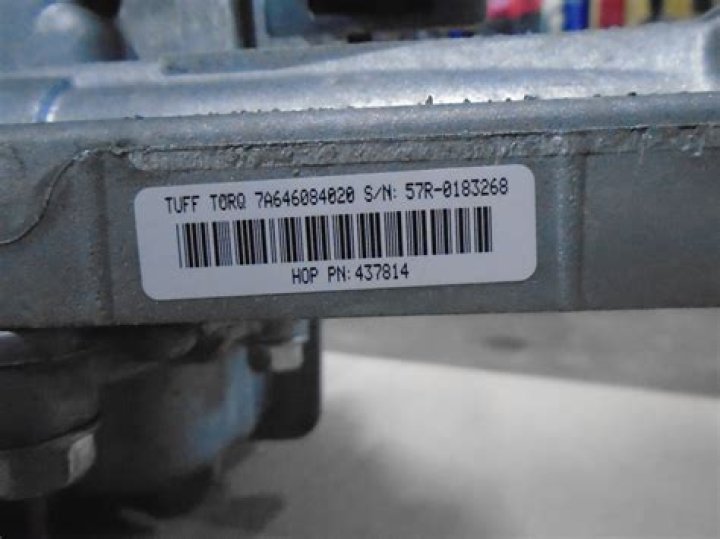 TUFF TORQ 7A646084020 S/N: 57R-0183268
HOP PN:437814